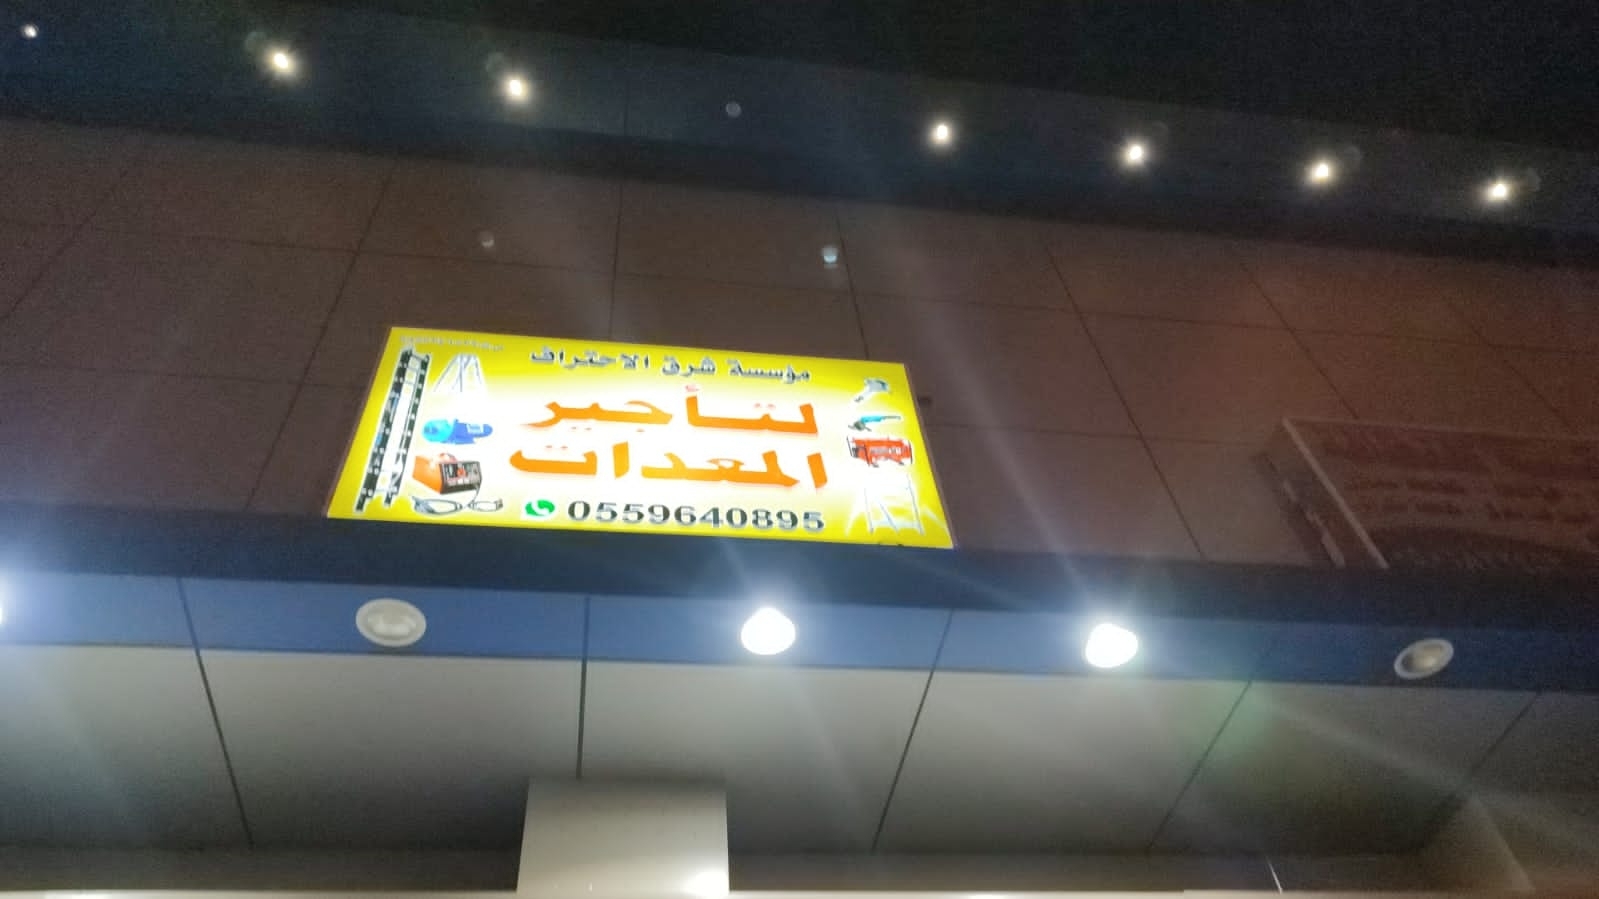 مؤسسة شرق الاحتراف
لتأجير
المعدات
0559640895